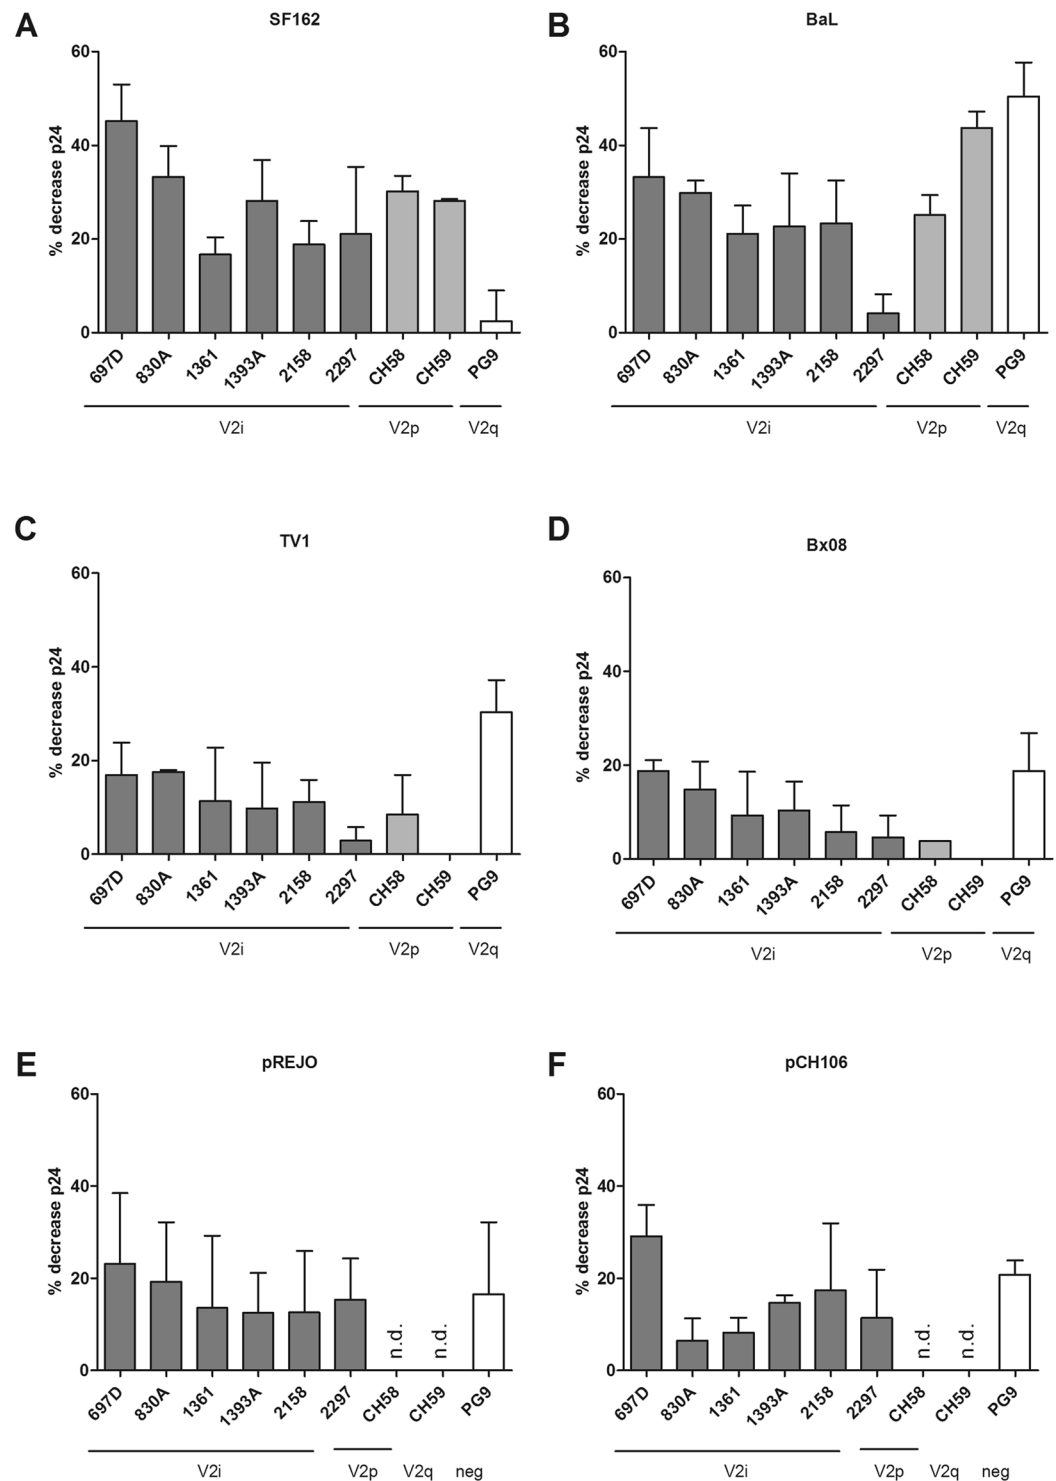 A
SF162
% decrease p24
60
40
20
0
697D 830A 1361 1393A 2158 2297 CH58 CH59 PG9
V2i V2p V2q
B
BaL
% decrease p24
60
40
20
0
697D 830A 1361 1393A 2158 2297 CH58 CH59 PG9
V2i V2p V2q
C
TV1
% decrease p24
60
40
20
0
697D 830A 1361 1393A 2158 2297 CH58 CH59 PG9
V2i V2p V2q
D
Bx08
% decrease p24
60
40
20
0
697D 830A 1361 1393A 2158 2297 CH58 CH59 PG9
V2i V2p V2q
E
pREJO
% decrease p24
60
40
20
0
n.d. n.d.
697D 830A 1361 1393A 2158 2297 CH58 CH59 PG9
V2i V2p V2q neg
F
pCH106
% decrease p24
60
40
20
0
n.d. n.d.
697D 830A 1361 1393A 2158 2297 CH58 CH59 PG9
V2i V2p V2q neg